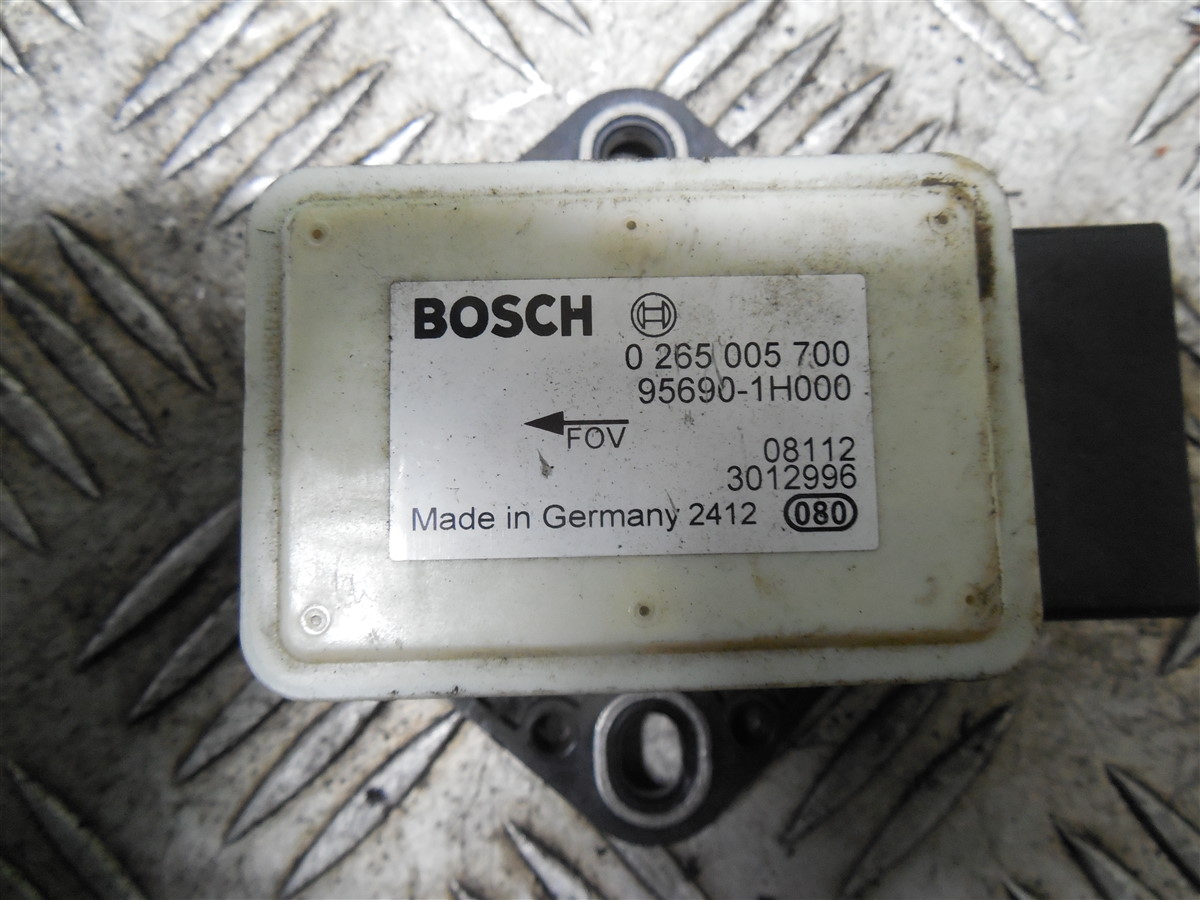 BOSCH
0 265 005 700
95690-1H000
FOV
08112
3012996
Made in Germany 2412 080